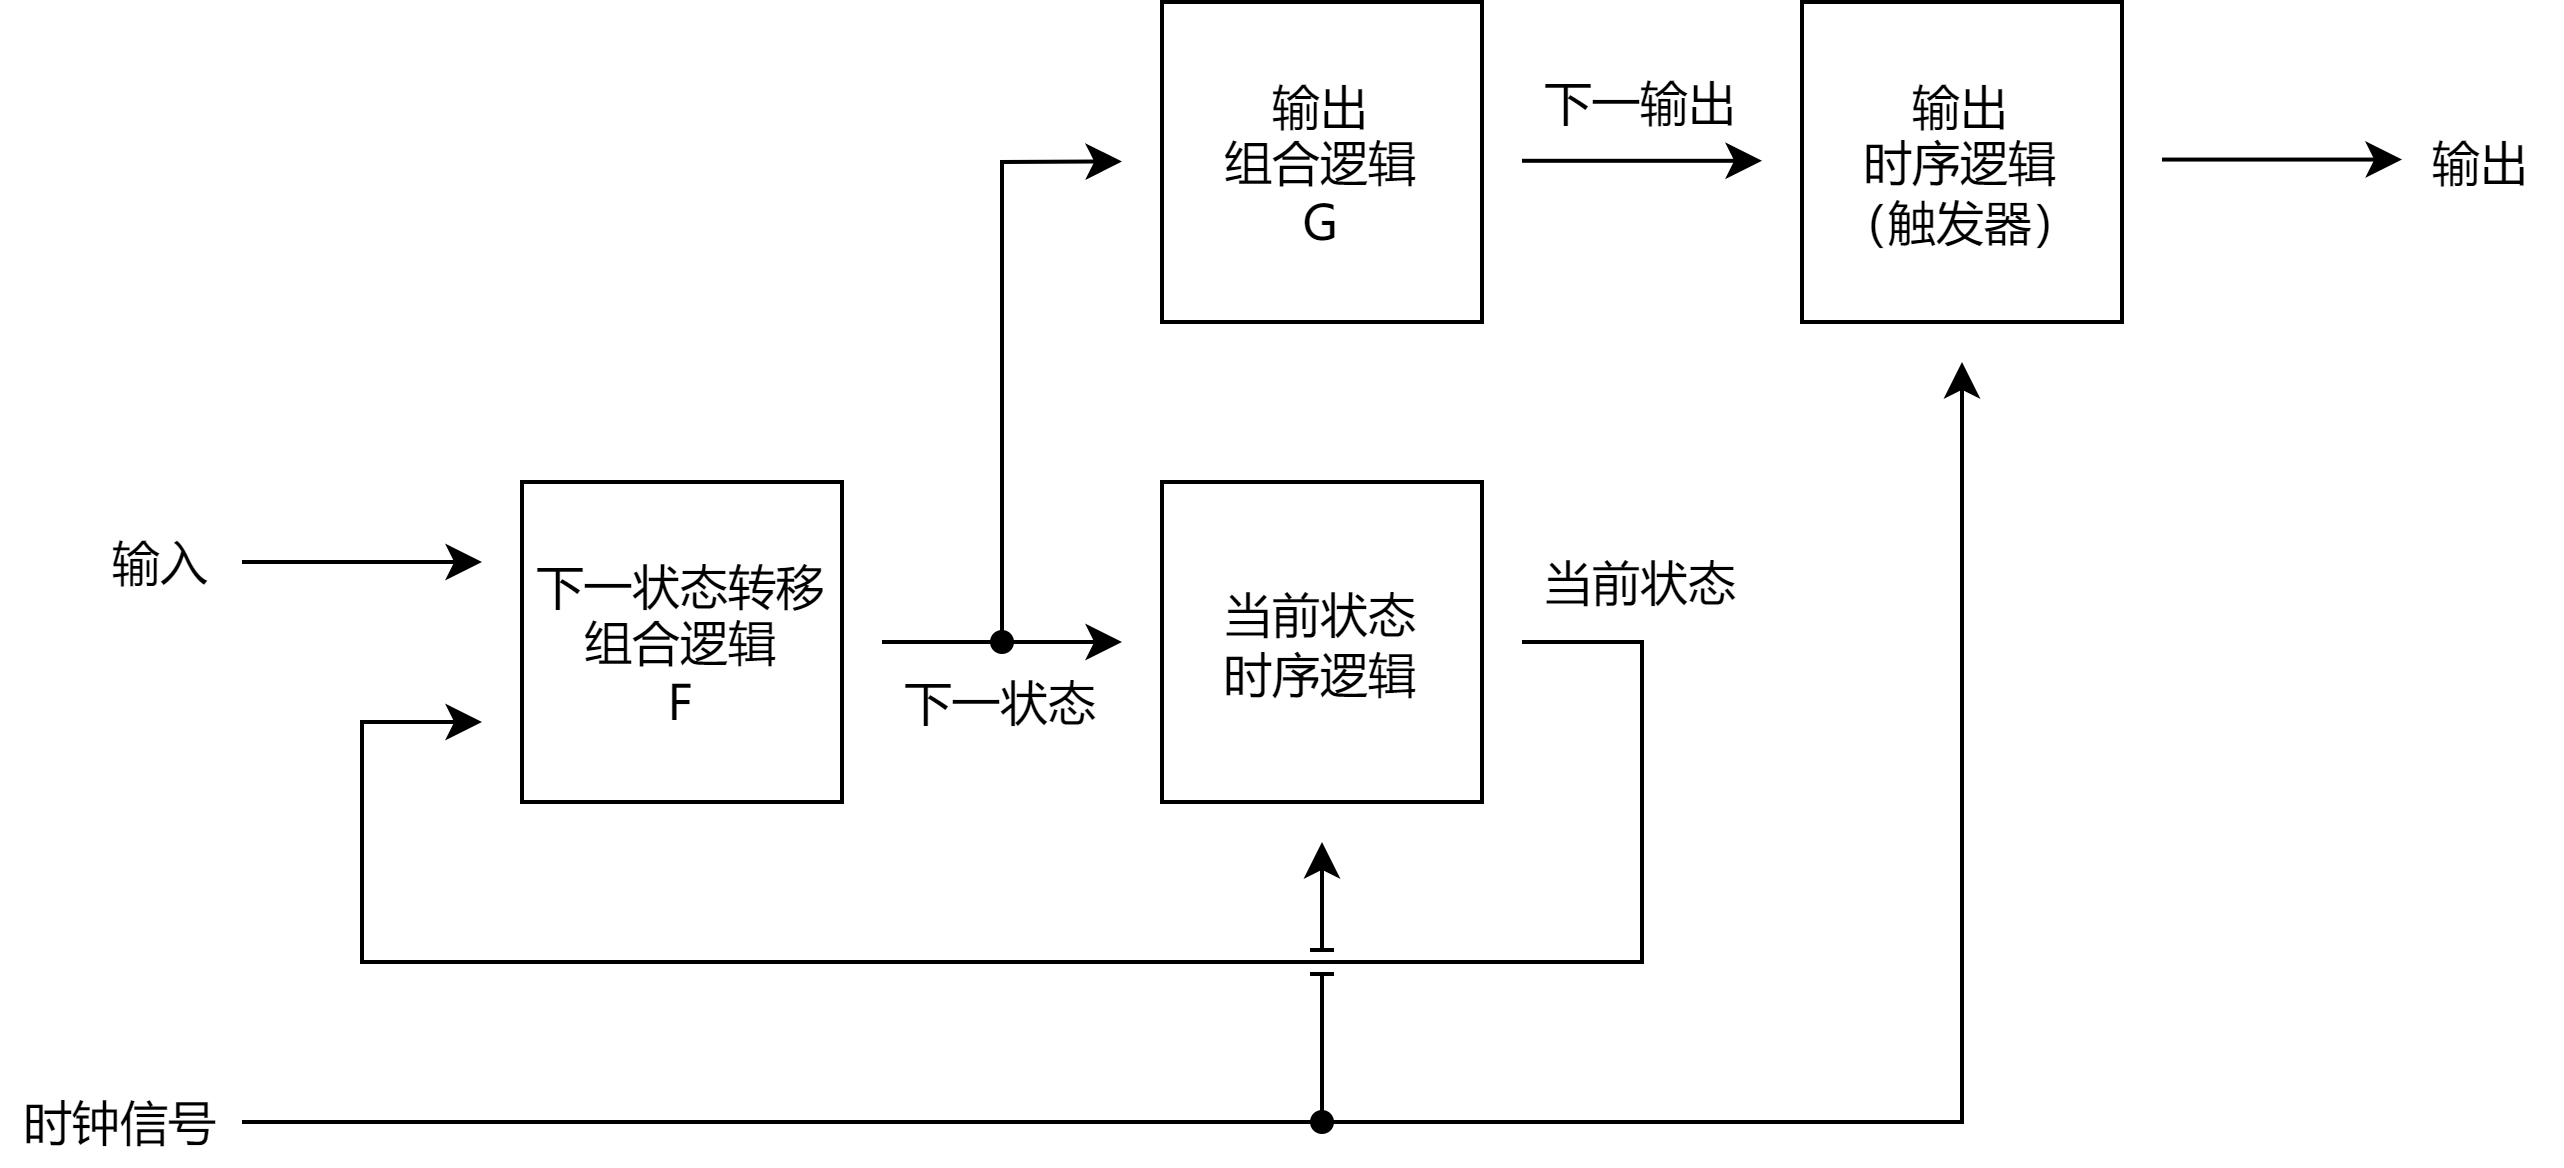 输出
组合逻辑
G
下一输出
输出
时序逻辑
（触发器）
输出
输入
下一状态转移
组合逻辑
F
下一状态
当前状态
时序逻辑
当前状态
时钟信号